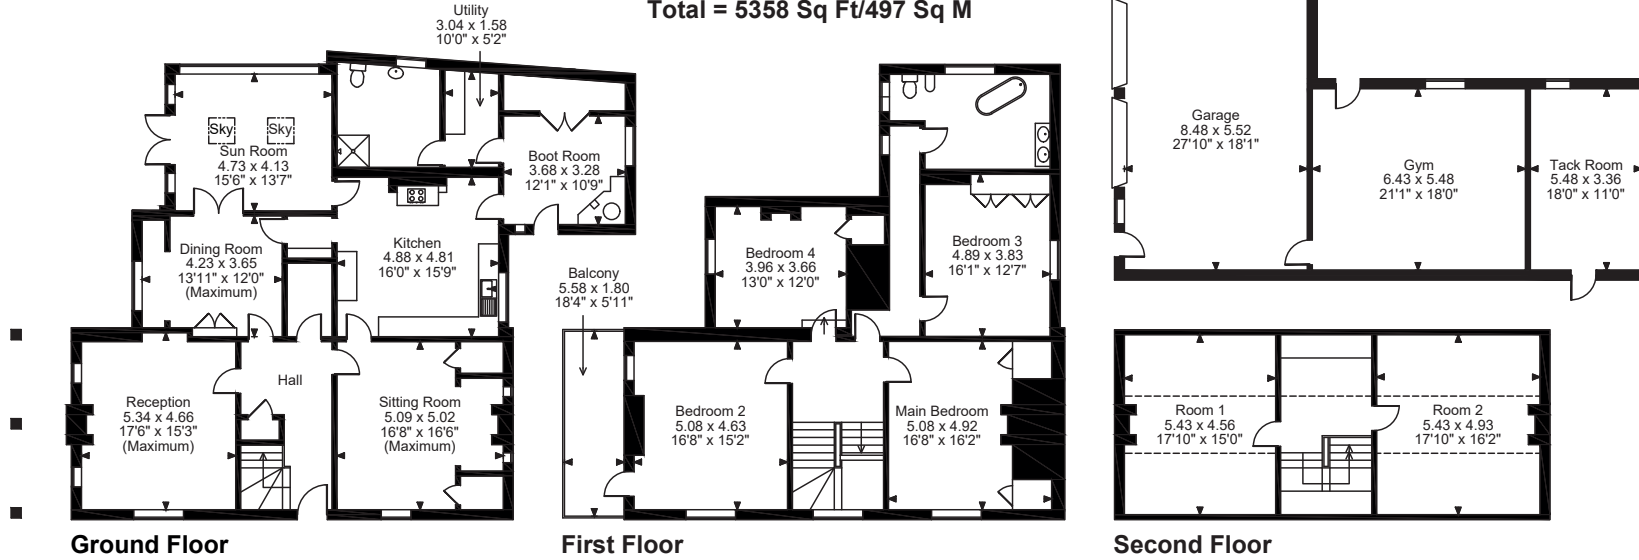 Total = 5358 Sq Ft/497 Sq M
Utility
3.04 x 1.58
10'0" x 5'2"
Sky
Sky
Sun Room
4.73 x 4.13
15'6" x 13'7"
Boot Room
3.68 x 3.28
12'1" x 10'9"
Dining Room
4.23 x 3.65
13'11" x 12'0"
(Maximum)
Kitchen
4.88 x 4.81
16'0" x 15'9"
Hall
Reception
5.34 x 4.66
17'6" x 15'3"
(Maximum)
Sitting Room
5.09 x 5.02
16'8" x 16'6"
(Maximum)
Ground Floor
Balcony
5.58 x 1.80
18'4" x 5'11"
Bedroom 4
3.96 x 3.66
13'0" x 12'0"
Bedroom 3
4.89 x 3.83
16'1" x 12'7"
Bedroom 2
5.08 x 4.63
16'8" x 15'2"
Main Bedroom
5.08 x 4.92
16'8" x 16'2"
First Floor
Garage
8.48 x 5.52
27'10" x 18'1"
Gym
6.43 x 5.48
21'1" x 18'0"
Tack Room
5.48 x 3.36
18'0" x 11'0"
Room 1
5.43 x 4.56
17'10" x 15'0"
Room 2
5.43 x 4.93
17'10" x 16'2"
Second Floor